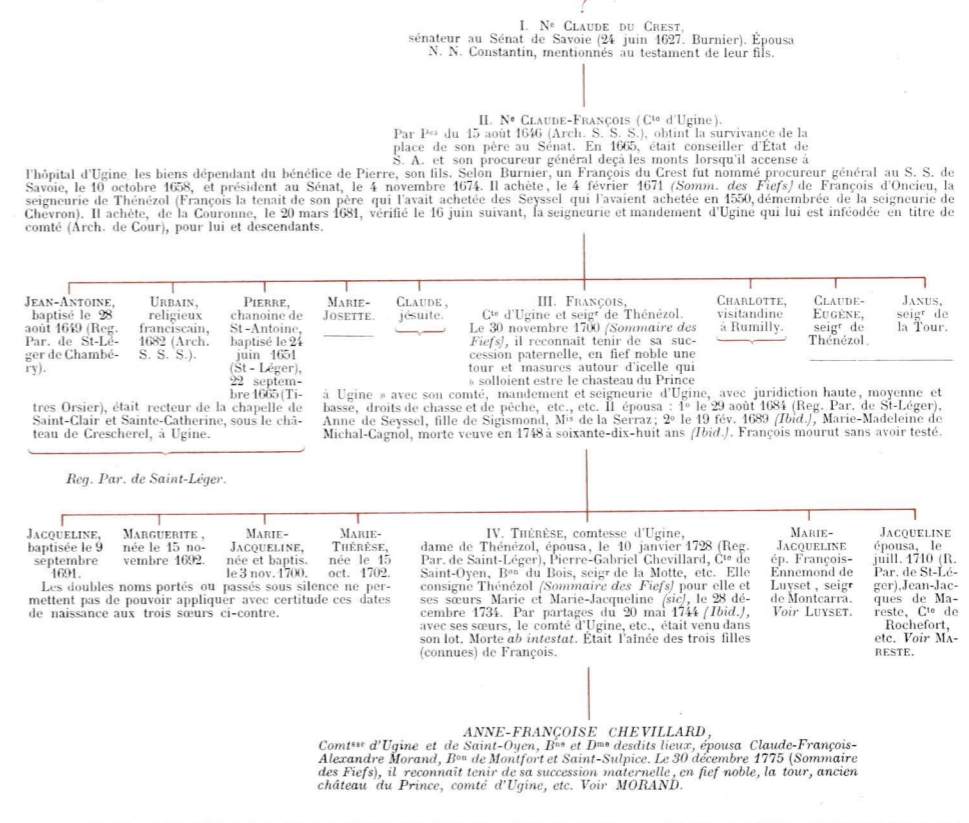 ?
I. Ne CLAUDE DU CREST,
sénateur au Sénat de Savoie (24 juin 1627. Burnier). Épousa
N. N. Constantin, mentionnés au testament de leur fils.
II. Ne CLAUDE-FRANÇOIS (Cte d'Ugine).
Par Pces du 15 août 1646 (Arch. S. S. S.), obtint la survivance de la
place de son père au Sénat. En 1665, était conseiller d'État de
S. A. et son procureur général deçà les monts lorsqu'il accense à
l'hôpital d'Ugine les biens dépendant du bénéfice de Pierre, son fils. Selon Burnier, un François du Crest fut nommé procureur général au S. S. de
Savoie, le 10 octobre 1658, et président au Sénat, le 4 novembre 1674. Il achète, le 4 février 1671 (Somm. des Fiefs) de François d'Oncieu, la
seigneurie de Thénézol (François la tenait de son père qui l'avait achetée des Seyssel qui l'avaient achetée en 1550, démembrée de la seigneurie de
Chevron). Il achète, de la Couronne, le 20 mars 1681, vérifié le 16 juin suivant, la seigneurie et mandement d'Ugine qui lui est inféodée en titre de
comté (Arch. de Cour), pour lui et descendants.
JEAN-ANTOINE,
baptisé le 28
août 1649 (Reg.
Par. de St-Lé-
ger de Chambé-
ry).
URBAIN,
religieux
franciscain,
1682 (Arch.
S. S. S.).
PIERRE,
chanoine de
St-Antoine,
baptisé le 24
juin 1651
(St-Léger),
22 septem-
bre 1665 (Ti-
tres Orsier), était recteur de la chapelle de
Saint-Clair et Sainte-Catherine, sous le châ-
teau de Crescherel, à Ugine.
MARIE-
JOSETTE.
CLAUDE,
jésuite.
III. FRANÇOIS,
Cte d'Ugine et seigr de Thénézol.
Le 30 novembre 1700 (Sommaire des
Fiefs), il reconnaît tenir de sa suc-
cession paternelle, en fief noble une
tour et masures autour d'icelle qui
» solloient estre le chasteau du Prince
à Ugine » avec son comté, mandement et seigneurie d'Ugine, avec juridiction haute, moyenne et
basse, droits de chasse et de pêche, etc., etc. Il épousa : 1º le 29 août 1684 (Reg. Par. de St-Léger),
Anne de Seyssel, fille de Sigismond, Mis de la Serraz; 2º le 19 fév. 1689 (Ibid.), Marie-Madeleine de
Michal-Cagnol, morte veuve en 1748 à soixante-dix-huit ans (Ibid.). François mourut sans avoir testé.
CHARLOTTE,
visitandine
à Rumilly.
CLAUDE-
EUGÈNE,
seigr de
Thénézol.
JANUS,
seigr de
la Tour.
Reg. Par. de Saint-Léger.
JACQUELINE,
baptisée le 9
septembre
1691.
MARGUERITE,
née le 15 no-
vembre 1692.
MARIE-
JACQUELINE,
née et baptis.
le 3 nov. 1700.
MARIE-
THÉRÈSE,
née le 15
oct. 1702.
Les doubles noms portés ou passés sous silence ne per-
mettent pas de pouvoir appliquer avec certitude ces dates
de naissance aux trois sœurs ci-contre.
IV. THÉRÈSE, comtesse d'Ugine,
dame de Thénézol, épousa, le 10 janvier 1728 (Reg.
Par. de Saint-Léger), Pierre-Gabriel Chevillard, Cte de
Saint-Oyen, Bon du Bois, seigr de la Motte, etc. Elle
consigne Thénézol (Sommaire des Fiefs) pour elle et
ses sœurs Marie et Marie-Jacqueline (sic), le 28 dé-
cembre 1734. Par partages du 20 mai 1744 (Ibid.),
avec ses sœurs, le comté d'Ugine, etc., était venu dans
son lot. Morte ab intestat. Était l'aînée des trois filles
(connues) de François.
MARIE-
JACQUELINE
ép. François-
Ennemond de
Luyset, seigr
de Montcarra.
Voir LUYSET.
JACQUELINE
épousa, le
juill. 1710 (R.
Par. de St-Lé-
ger), Jean-Jac-
ques de Ma-
reste, Cte de
Rochefort,
etc. Voir MA-
RESTE.
ANNE-FRANÇOISE CHEVILLARD,
Comtsse d'Ugine et de Saint-Oyen, Bne et Dme desdits lieux, épousa Claude-François-
Alexandre Morand, Bon de Montfort et Saint-Sulpice. Le 30 décembre 1775 (Sommaire
des Fiefs), il reconnaît tenir de sa succession maternelle, en fief noble, la tour, ancien
château du Prince, comté d'Ugine, etc. Voir MORAND.